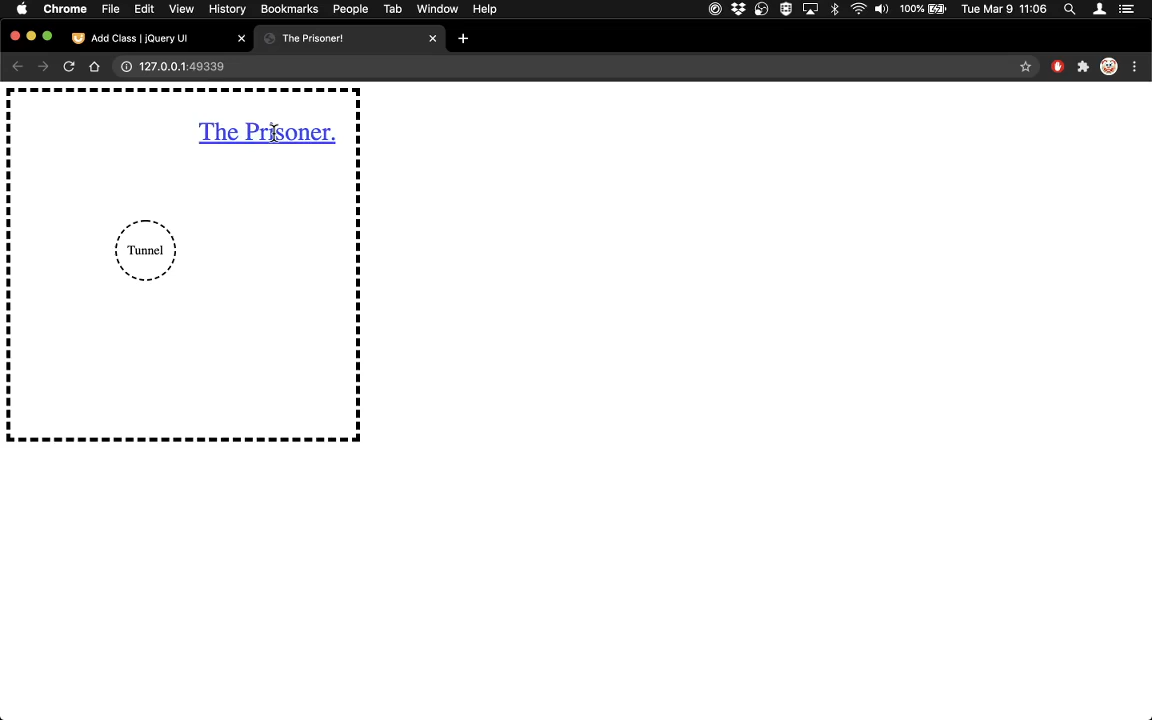 Chrome File Edit View History Bookmarks People Tab Window Help 100% Tue Mar 9 11:06
Add Class | jQuery UI The Prisoner!
127.0.0.1:49339
The Prisoner.
Tunnel